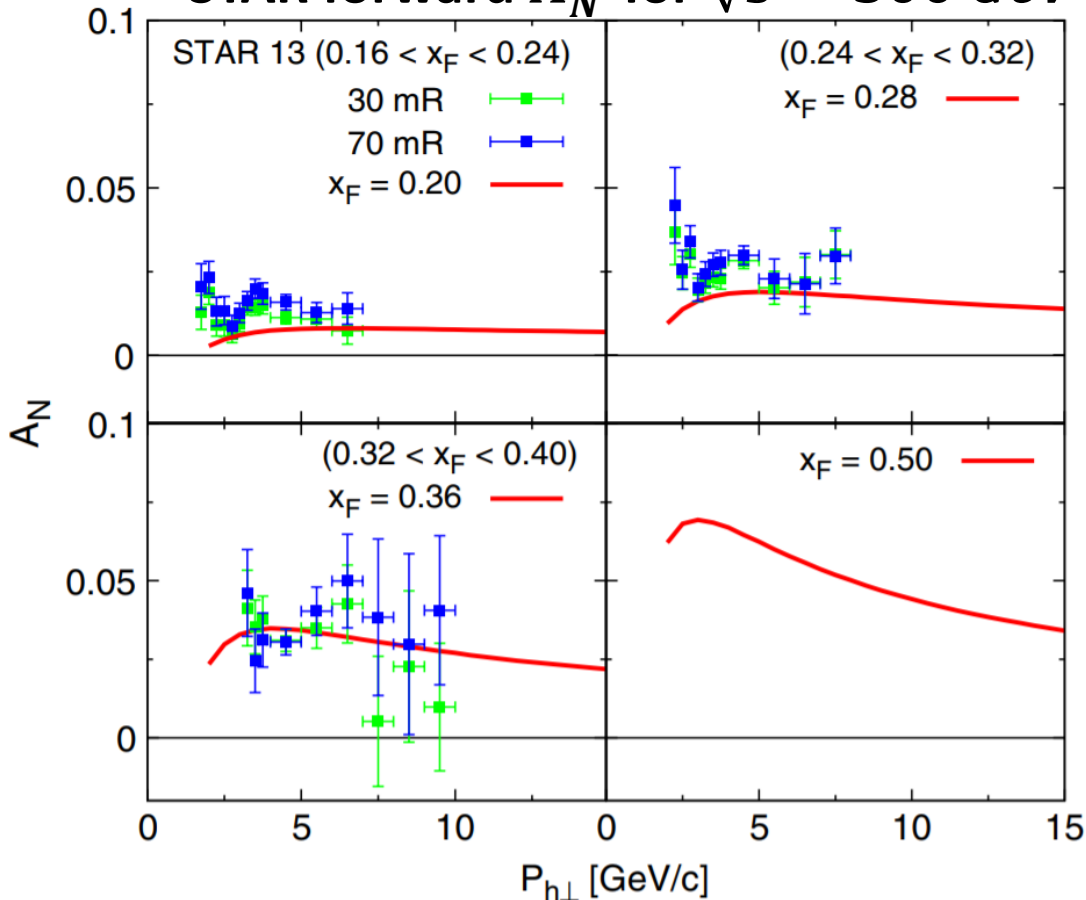 STAR 13 (0.16 < x_F < 0.24)
30 mR
70 mR
x_F = 0.20
(0.24 < x_F < 0.32)
x_F = 0.28
0.1
0.05
0
A_N
(0.32 < x_F < 0.40)
x_F = 0.36
x_F = 0.50
0.1
0.05
0
0 5 10 0 5 10 15
P_h⊥ [GeV/c]